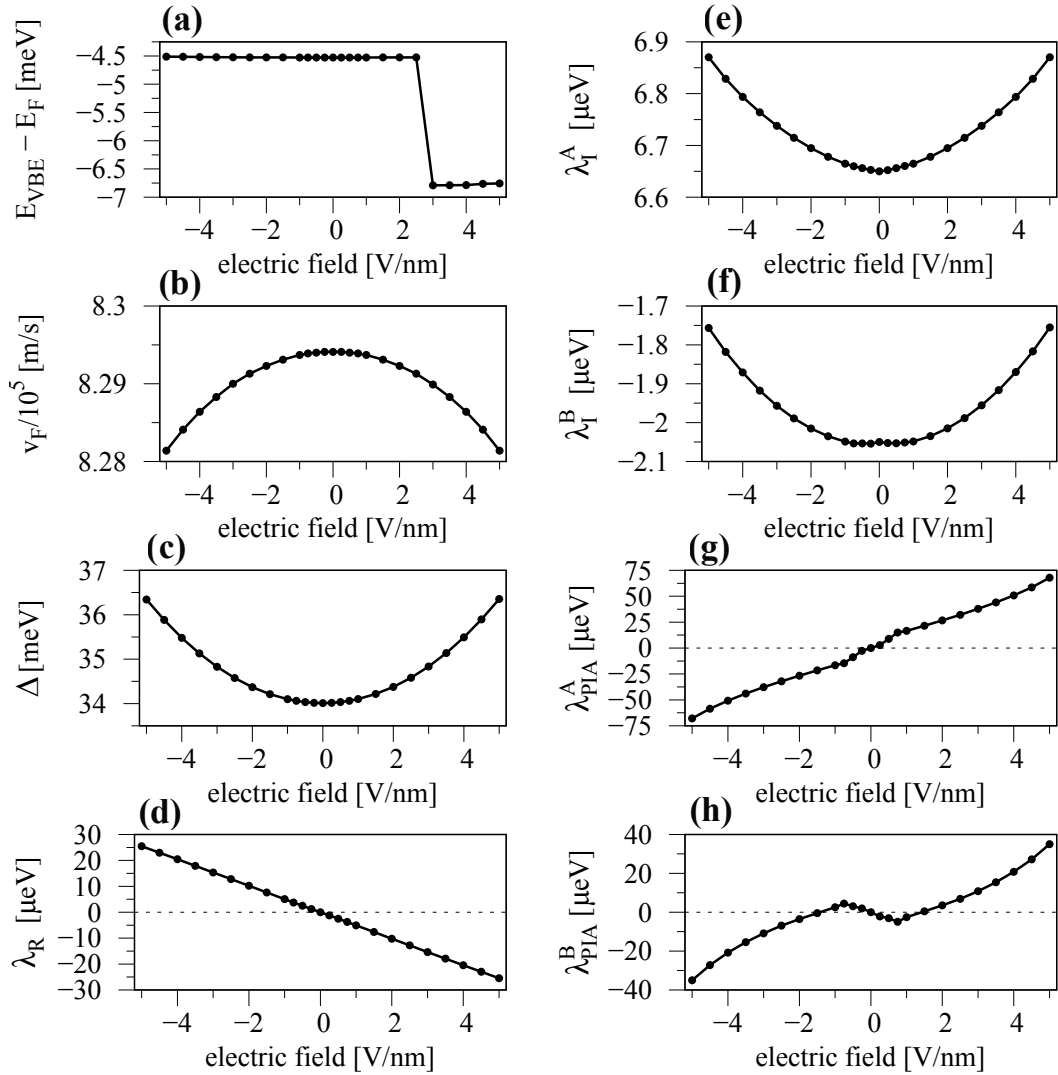 (a)
E_VBE − E_F [meV]
−4.5
−5
−5.5
−6
−6.5
−7
−4 −2 0 2 4
electric field [V/nm]
(b)
v_F/10^5 [m/s]
8.3
8.29
8.28
−4 −2 0 2 4
electric field [V/nm]
(c)
Δ [meV]
37
36
35
34
−4 −2 0 2 4
electric field [V/nm]
(d)
λ_R [μeV]
30
20
10
0
−10
−20
−30
−4 −2 0 2 4
electric field [V/nm]
(e)
λ_I^A [μeV]
6.9
6.8
6.7
6.6
−4 −2 0 2 4
electric field [V/nm]
(f)
λ_I^B [μeV]
−1.7
−1.8
−1.9
−2
−2.1
−4 −2 0 2 4
electric field [V/nm]
(g)
λ_PIA^A [μeV]
75
50
25
0
−25
−50
−75
−4 −2 0 2 4
electric field [V/nm]
(h)
λ_PIA^B [μeV]
40
20
0
−20
−40
−4 −2 0 2 4
electric field [V/nm]